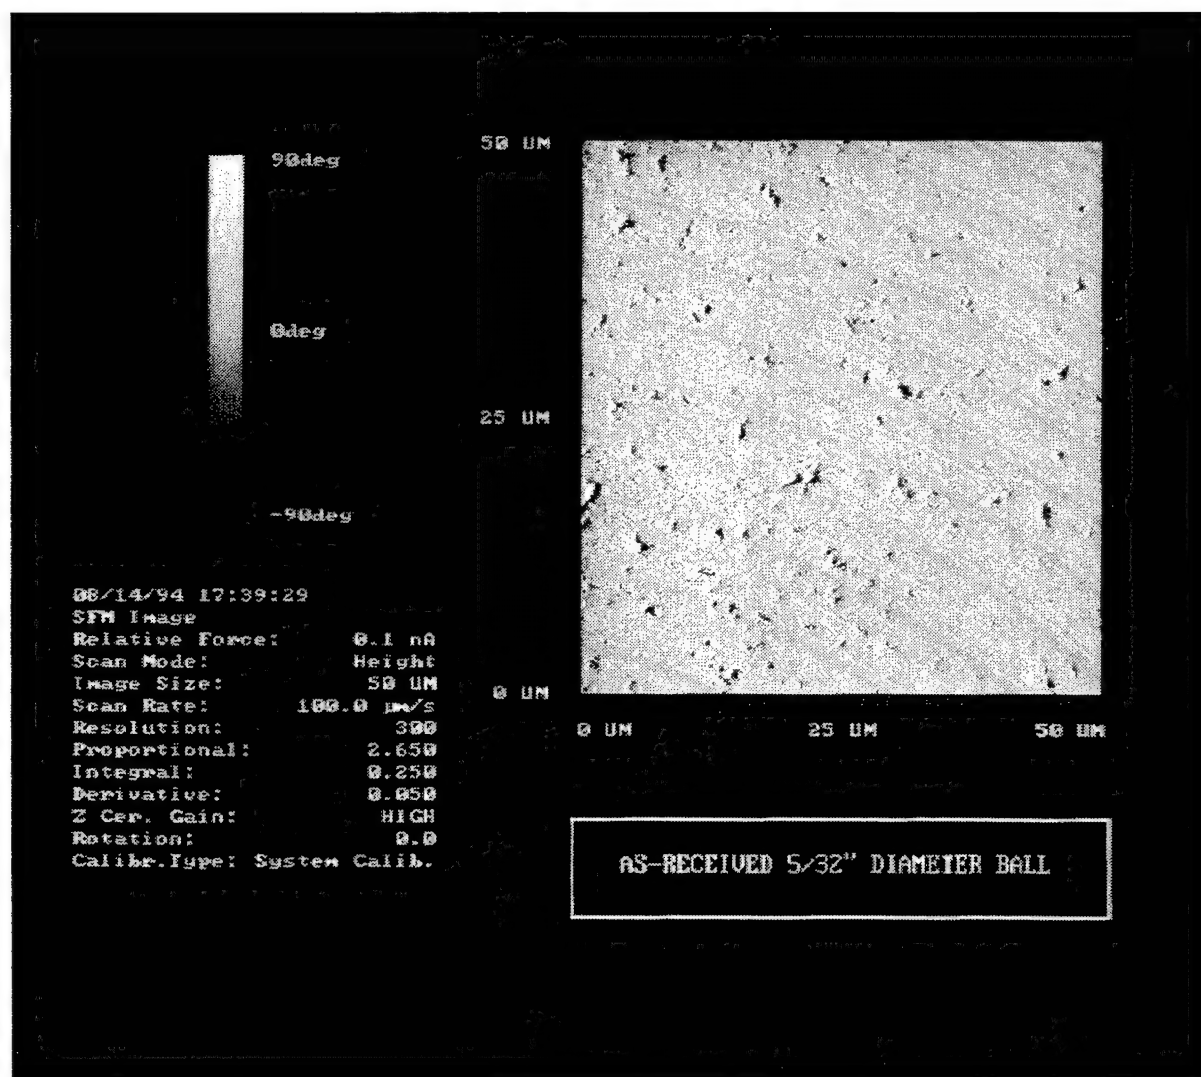 90deg
0deg
-90deg
50 UM
25 UM
0 UM
0 UM 25 UM 50 UM
08/14/94 17:39:29
SFM Image
Relative Force: 0.1 nA
Scan Mode: Height
Image Size: 50 UM
Scan Rate: 100.0 µm/s
Resolution: 300
Proportional: 2.650
Integral: 0.250
Derivative: 0.050
Z Cer. Gain: HIGH
Rotation: 0.0
Calibr.Type: System Calib.
AS-RECEIVED 5/32" DIAMETER BALL